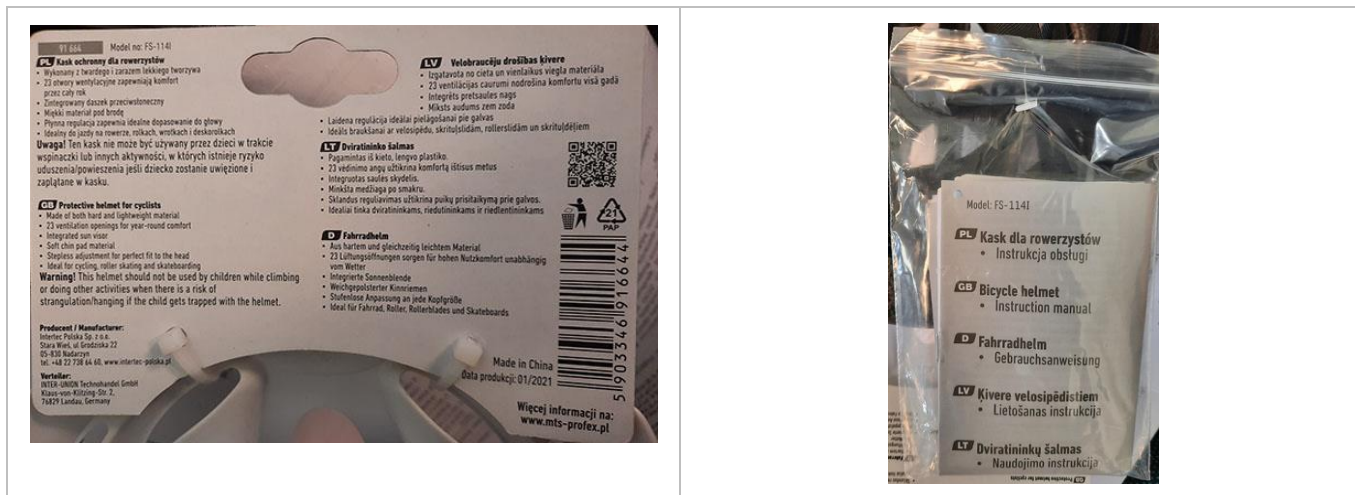 91 664 Model no: FS-114I
PL Kask ochronny dla rowerzystów
• Wykonany z twardego i zarazem lekkiego tworzywa
• 23 otwory wentylacyjne zapewniają komfort
przez cały rok
• Zintegrowany daszek przeciwsłoneczny
• Miękki materiał pod brodę
• Płynna regulacja zapewnia idealne dopasowanie do głowy
• Idealny do jazdy na rowerze, rolkach, wrotkach i deskorolkach
Uwaga! Ten kask nie może być używany przez dzieci w trakcie
wspinaczki lub innych aktywności, w których istnieje ryzyko
uduszenia/powieszenia jeśli dziecko zostanie uwięzione i
zaplątane w kasku.
GB Protective helmet for cyclists
• Made of both hard and lightweight material
• 23 ventilation openings for year-round comfort
• Integrated sun visor
• Soft chin pad material
• Stepless adjustment for perfect fit to the head
• Ideal for cycling, roller skating and skateboarding
Warning! This helmet should not be used by children while climbing
or doing other activities when there is a risk of
strangulation/hanging if the child gets trapped with the helmet.
Producent / Manufacturer:
Intertec Polska Sp. z o.o.
Stara Wieś, ul Grodziska 22
05-830 Nadarzyn
tel. +48 22 738 64 60, www.intertec-polska.pl
Verteiler:
INTER-UNION Technohandel GmbH
Klaus-von-Klitzing-Str. 2,
76829 Landau, Germany
LV Velobraucēju drošības ķivere
• Izgatavota no cieta un vienlaikus viegla materiāla
• 23 ventilācijas caurumi nodrošina komfortu visā gadā
• Integrēts pretsaules nags
• Mīksts audums zem zoda
• Laidena regulācija ideālai pielāgošanai pie galvas
• Ideāls braukšanai ar velosipēdu, skrituļslidām, rollerslidām un skrituļdēļiem
LT Dviratininko šalmas
• Pagamintas iš kieto, lengvo plastiko.
• 23 vėdinimo angų užtikrina komfortą ištisus metus
• Integruotas saulės skydelis.
• Minkšta medžiaga po smakru.
• Sklandus reguliavimas užtikrina puikų prisitaikymą prie galvos.
• Idealiai tinka dviratininkams, riedutininkams ir riedlentininkams
D Fahrradhelm
• Aus hartem und gleichzeitig leichtem Material
• 23 Lüftungsöffnungen sorgen für hohen Nutzkomfort unabhängig
vom Wetter
• Integrierte Sonnenblende
• Weichgepolsterter Kinnriemen
• Stufenlose Anpassung an jede Kopfgröße
• Ideal für Fahrrad, Roller, Rollerblades und Skateboards
21
PAP
5 903346 916644
Made in China
Data produkcji: 01/2021
Więcej informacji na:
www.mts-profex.pl
Model: FS-114I
PL Kask dla rowerzystów
• Instrukcja obsługi
GB Bicycle helmet
• Instruction manual
D Fahrradhelm
• Gebrauchsanweisung
LV Ķivere velosipēdistiem
• Lietošanas instrukcija
LT Dviratininkų šalmas
• Naudojimo instrukcija